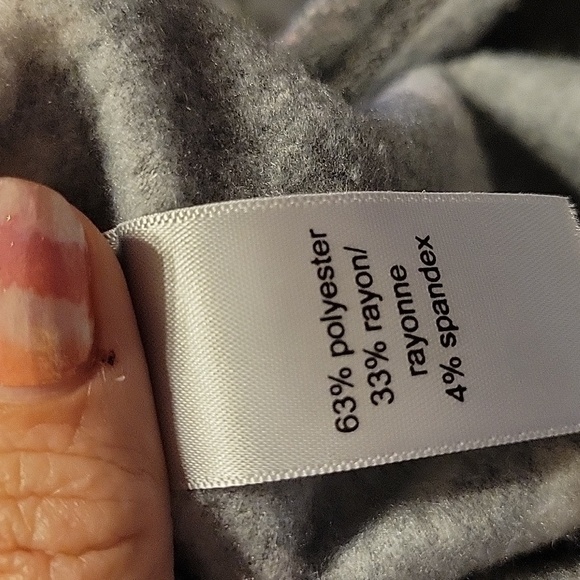 63% polyester
33% rayon/
rayonne
4% spandex